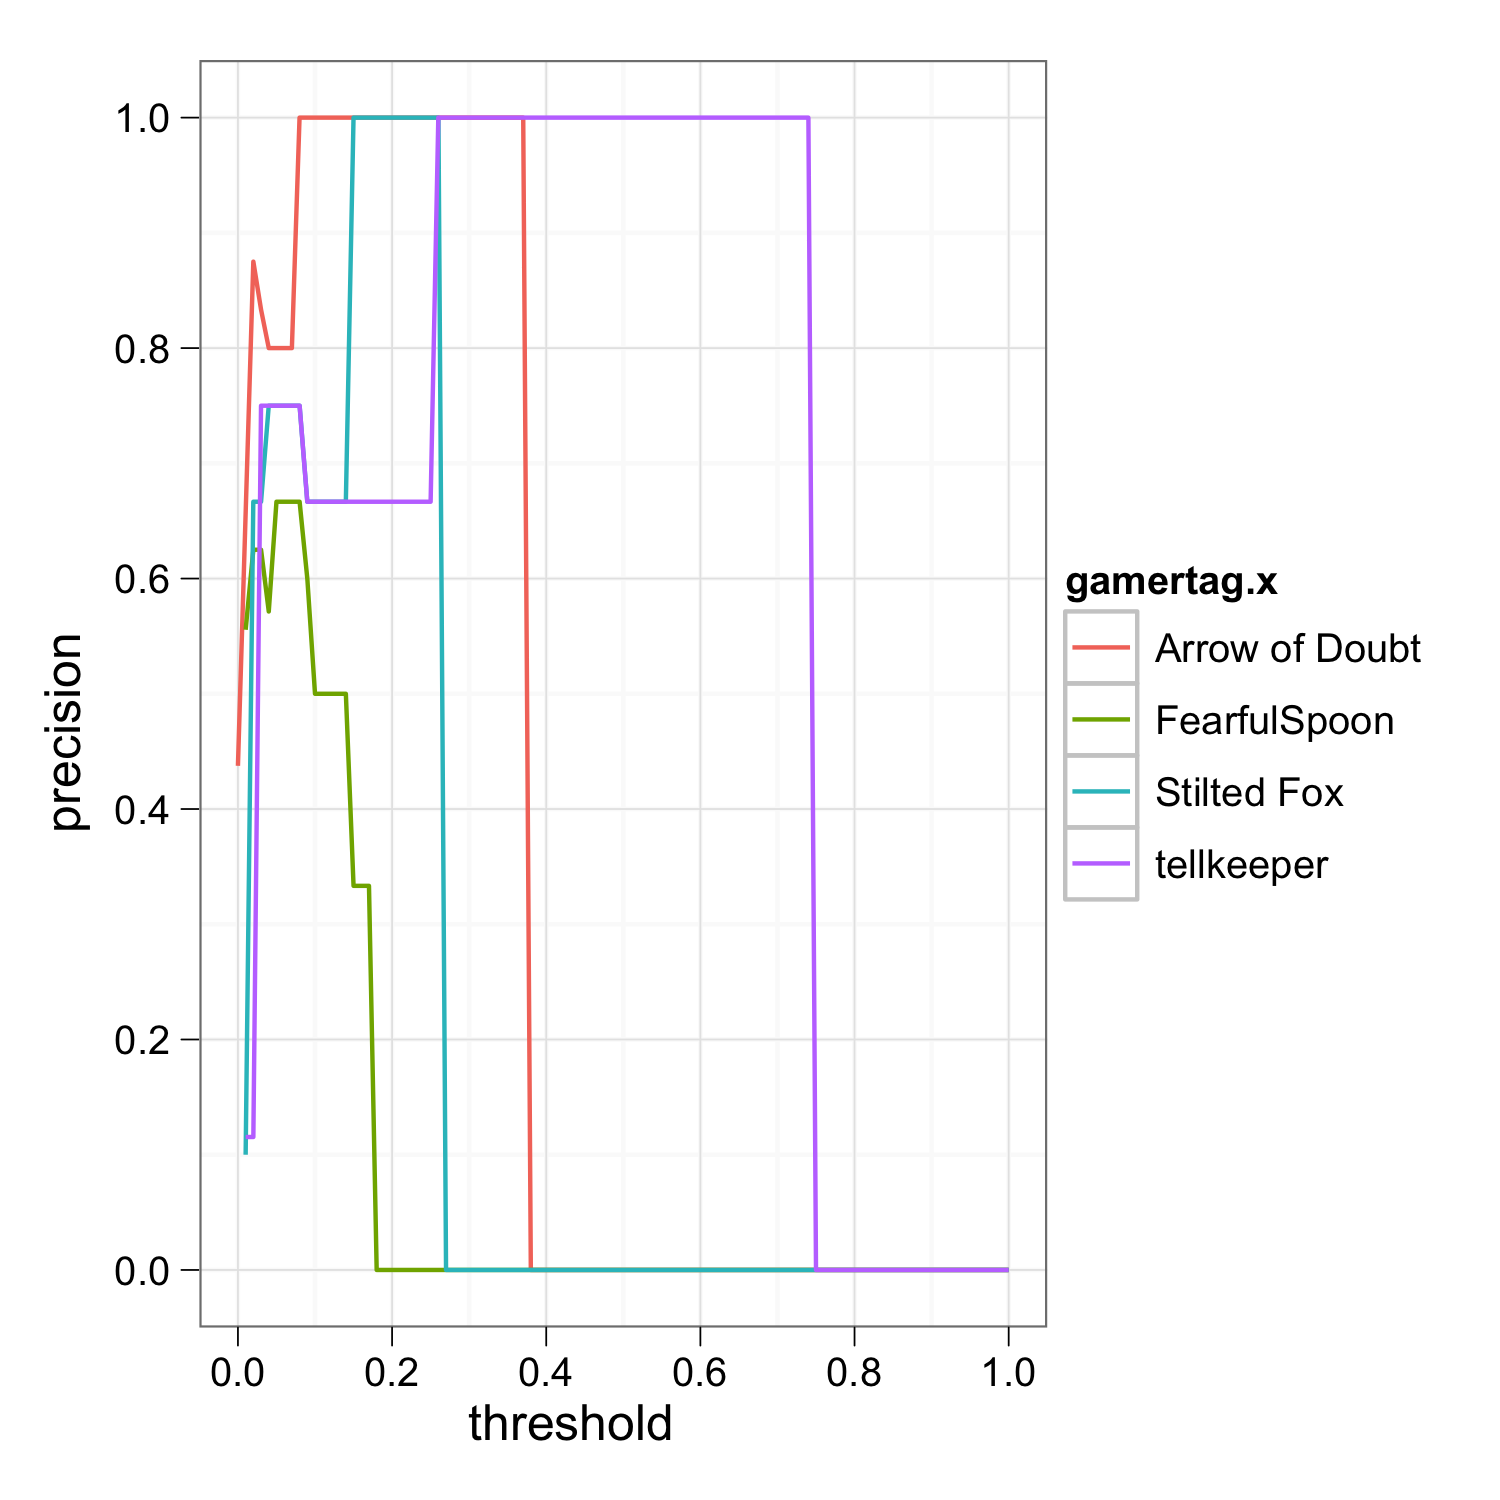 1.0
0.8
0.6
0.4
0.2
0.0
precision
0.0 0.2 0.4 0.6 0.8 1.0
threshold
gamertag.x
Arrow of Doubt
FearfulSpoon
Stilted Fox
tellkeeper